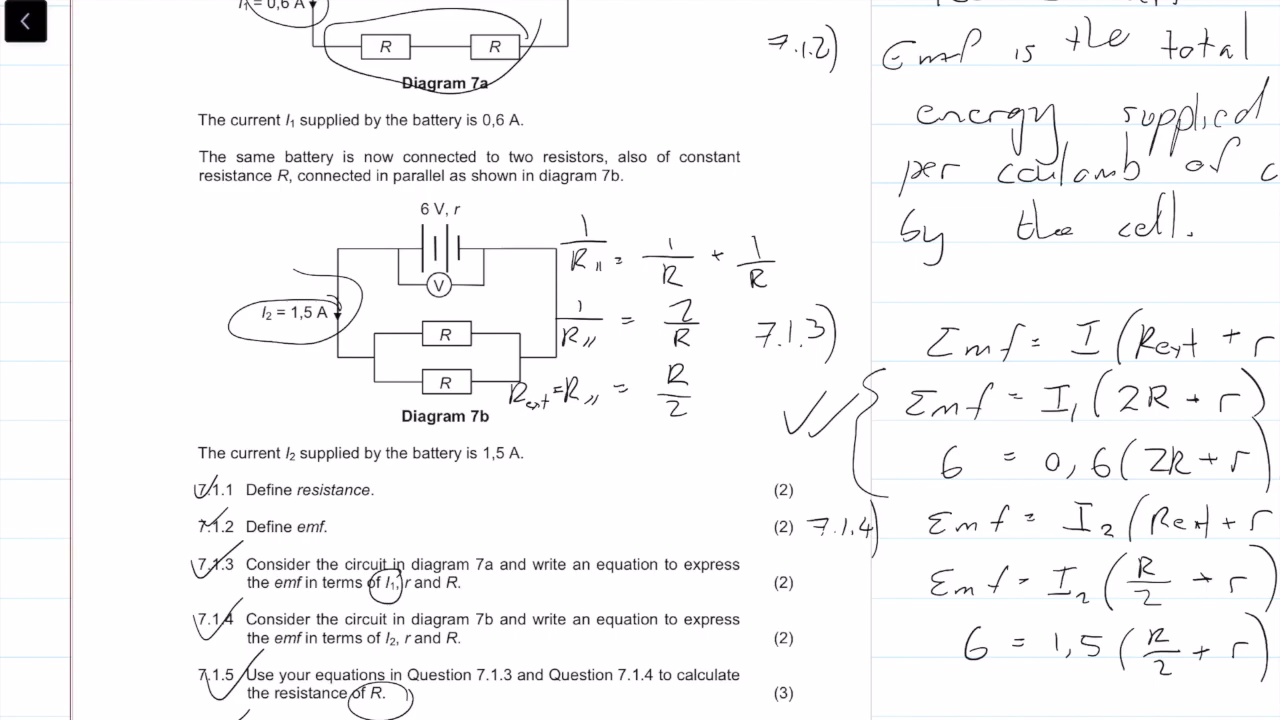 I₁ = 0,6 A
R R
Diagram 7a
The current I₁ supplied by the battery is 0,6 A.
The same battery is now connected to two resistors, also of constant
resistance R, connected in parallel as shown in diagram 7b.
6 V, r
V
I₂ = 1,5 A
R
R
Diagram 7b
1/R// = 1/R + 1/R
1/R// = 2/R
Rext = R// = R/2
The current I₂ supplied by the battery is 1,5 A.
7.1.1 Define resistance. (2)
7.1.2 Define emf. (2)
7.1.3 Consider the circuit in diagram 7a and write an equation to express
the emf in terms of I₁, r and R. (2)
7.1.4 Consider the circuit in diagram 7b and write an equation to express
the emf in terms of I₂, r and R. (2)
7.1.5 Use your equations in Question 7.1.3 and Question 7.1.4 to calculate
the resistance of R. (3)
7.1.2)
Emf is the total
energy supplied
per coulomb of c
by the cell.
7.1.3)
Emf = I (Rext + r
Emf = I₁ (2R + r)
6 = 0,6 (2R + r)
7.1.4)
Emf = I₂ (Rext + r
Emf = I₂ (R/2 + r)
6 = 1,5 (R/2 + r)